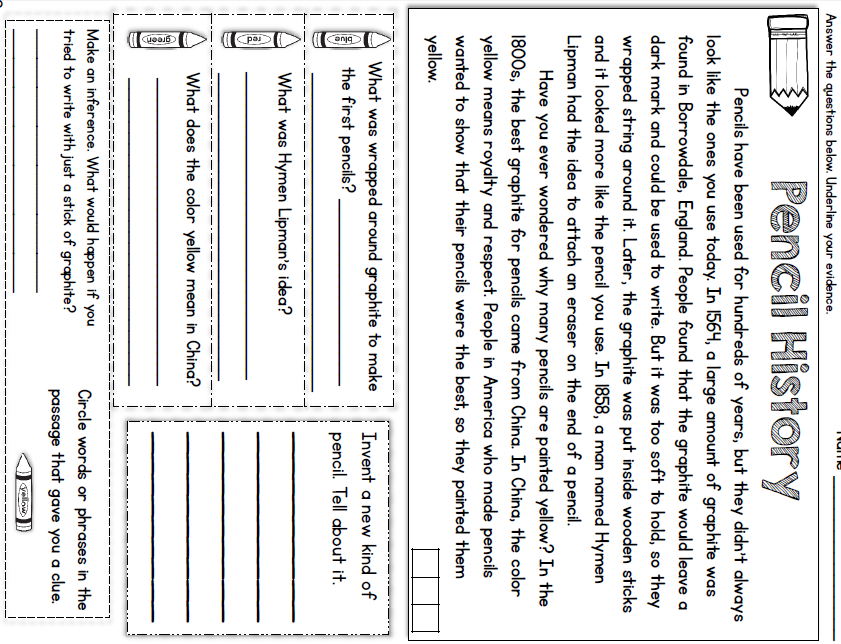 Name
Answer the questions below. Underline your evidence.
Pencil History
Pencils have been used for hundreds of years, but they didn't always
look like the ones you use today. In 1564, a large amount of graphite was
found in Borrowdale, England. People found that the graphite would leave a
dark mark and could be used to write. But it was too soft to hold, so they
wrapped string around it. Later, the graphite was put inside wooden sticks
and it looked more like the pencil you use. In 1858, a man named Hymen
Lipman had the idea to attach an eraser on the end of a pencil.
Have you ever wondered why many pencils are painted yellow? In the
1800s, the best graphite for pencils came from China. In China, the color
yellow means royalty and respect. People in America who made pencils
wanted to show that their pencils were the best, so they painted them
yellow.
blue
What was wrapped around graphite to make
the first pencils?
red
What was Hymen Lipman's idea?
green
What does the color yellow mean in China?
Invent a new kind of
pencil. Tell about it.
Make an inference. What would happen if you
tried to write with just a stick of graphite?
Circle words or phrases in the
passage that gave you a clue.
yellow